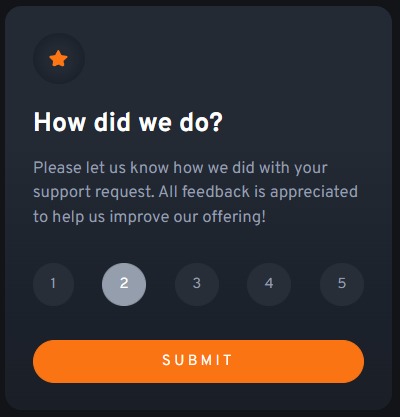 How did we do?
Please let us know how we did with your
support request. All feedback is appreciated
to help us improve our offering!
1 2 3 4 5
SUBMIT